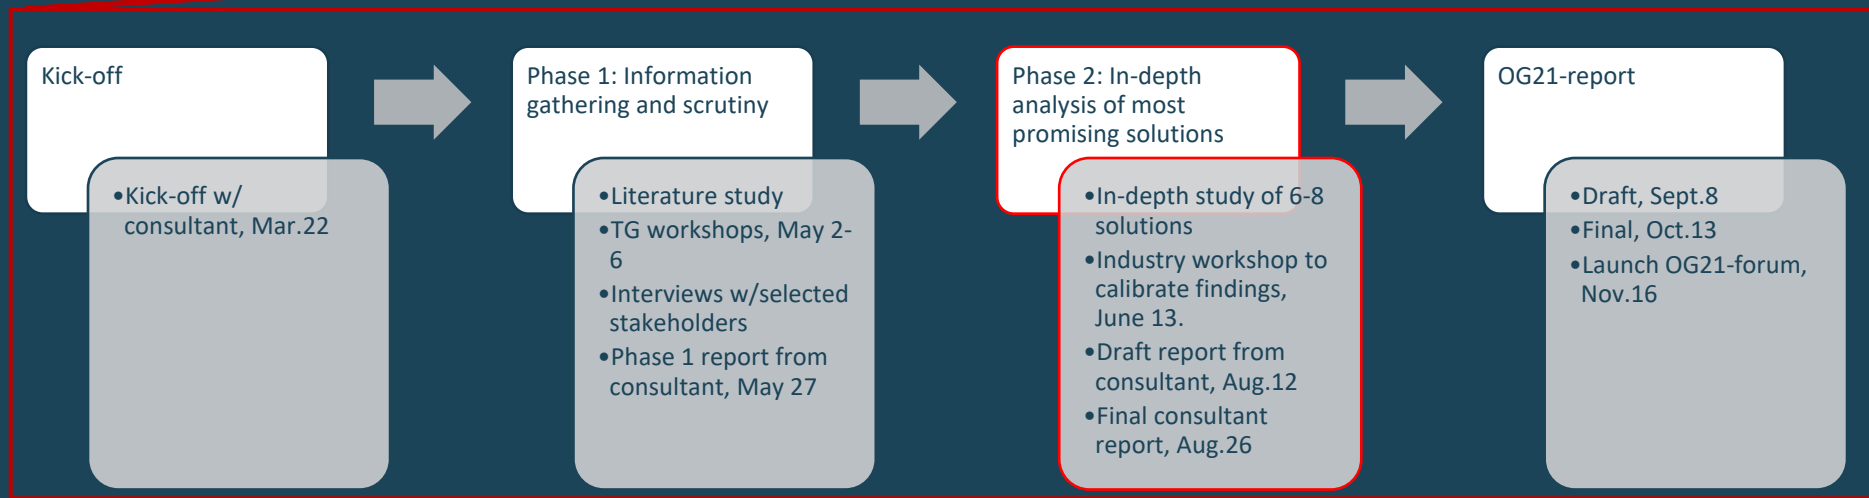 Kick-off
•Kick-off w/
consultant, Mar.22
Phase 1: Information
gathering and scrutiny
•Literature study
•TG workshops, May 2-
6
•Interviews w/selected
stakeholders
•Phase 1 report from
consultant, May 27
Phase 2: In-depth
analysis of most
promising solutions
•In-depth study of 6-8
solutions
•Industry workshop to
calibrate findings,
June 13.
•Draft report from
consultant, Aug.12
•Final consultant
report, Aug.26
OG21-report
•Draft, Sept.8
•Final, Oct.13
•Launch OG21-forum,
Nov.16